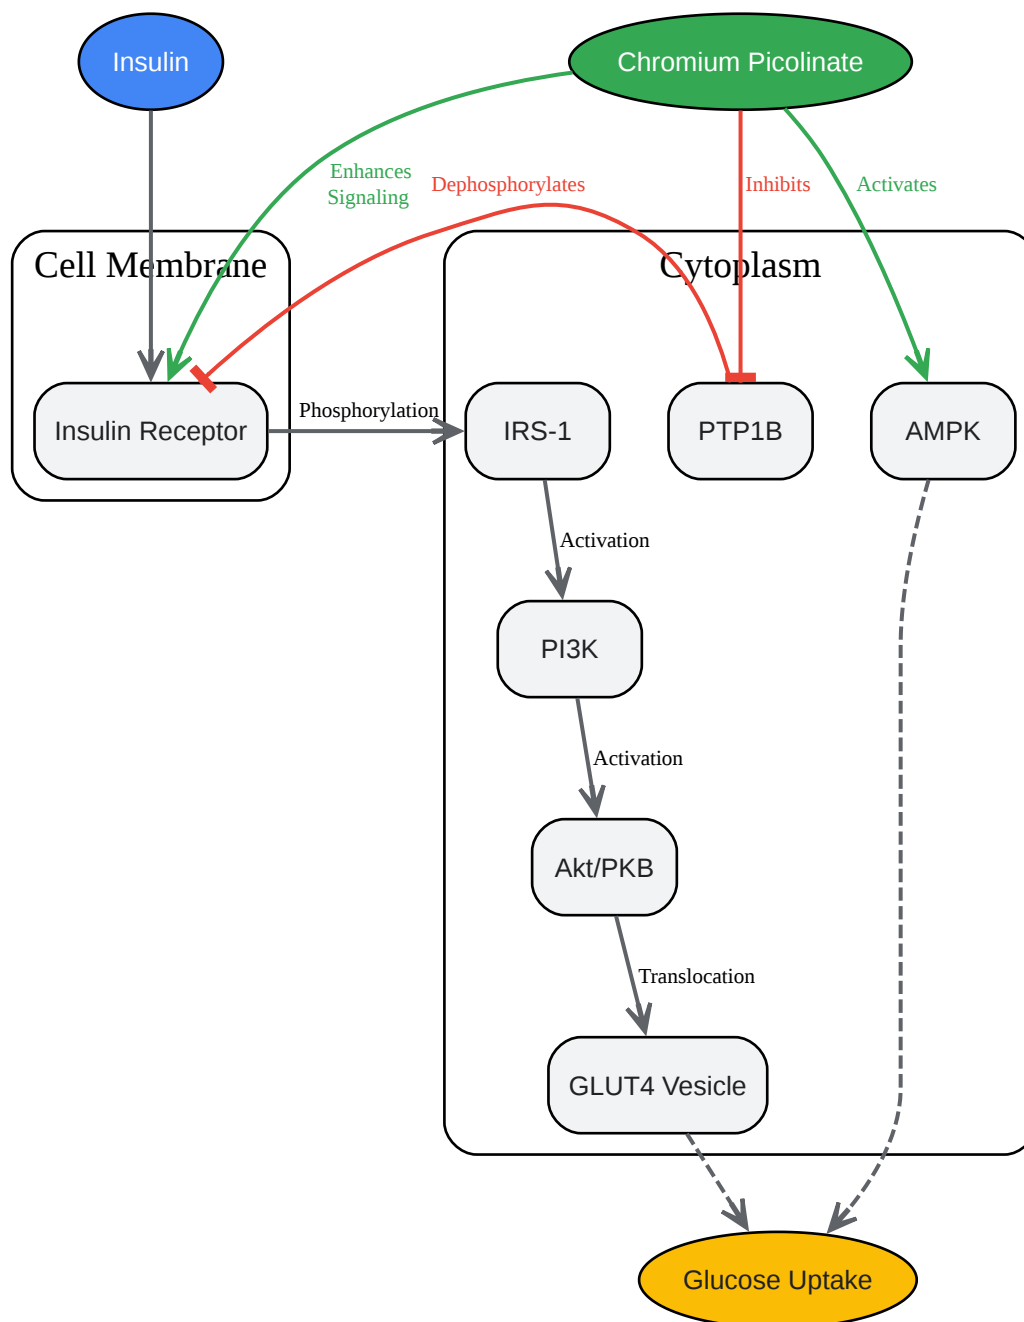 Insulin
Chromium Picolinate
Enhances
Signaling
Dephosphorylates
Inhibits
Activates
Cell Membrane
Cytoplasm
Insulin Receptor
Phosphorylation
IRS-1
PTP1B
AMPK
Activation
PI3K
Activation
Akt/PKB
Translocation
GLUT4 Vesicle
Glucose Uptake